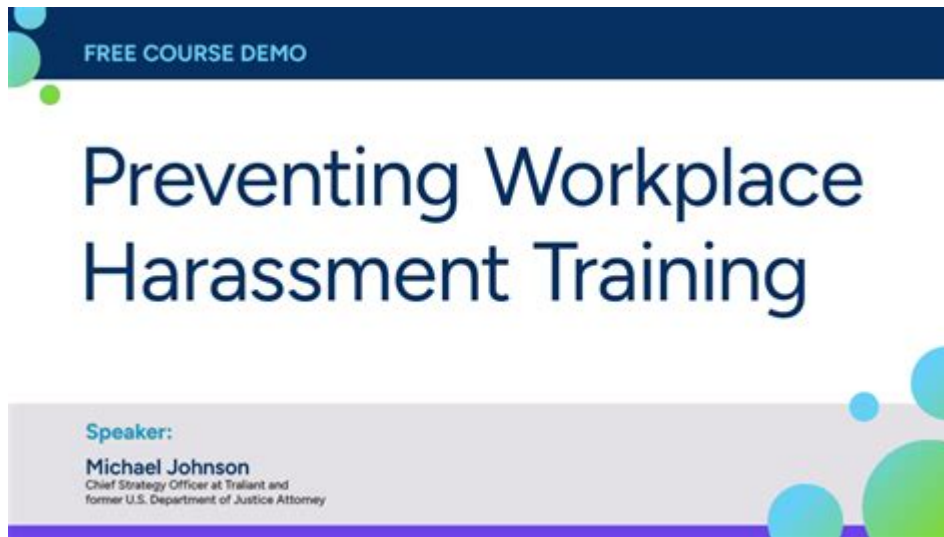 FREE COURSE DEMO
Preventing Workplace
Harassment Training
Speaker:
Michael Johnson
Chief Strategy Officer at Traliant and
former U.S. Department of Justice Attorney